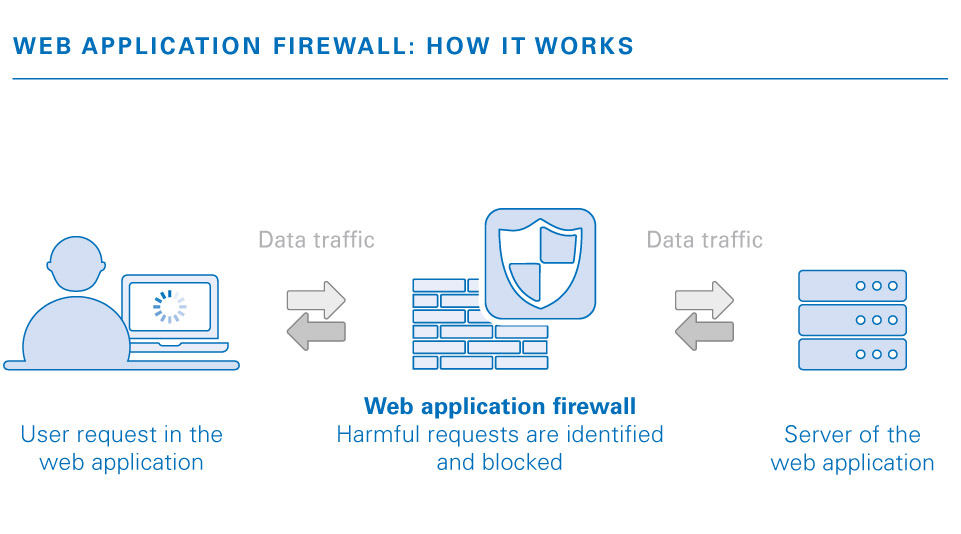 WEB APPLICATION FIREWALL: HOW IT WORKS
Data traffic
Data traffic
User request in the
web application
Web application firewall
Harmful requests are identified
and blocked
Server of the
web application